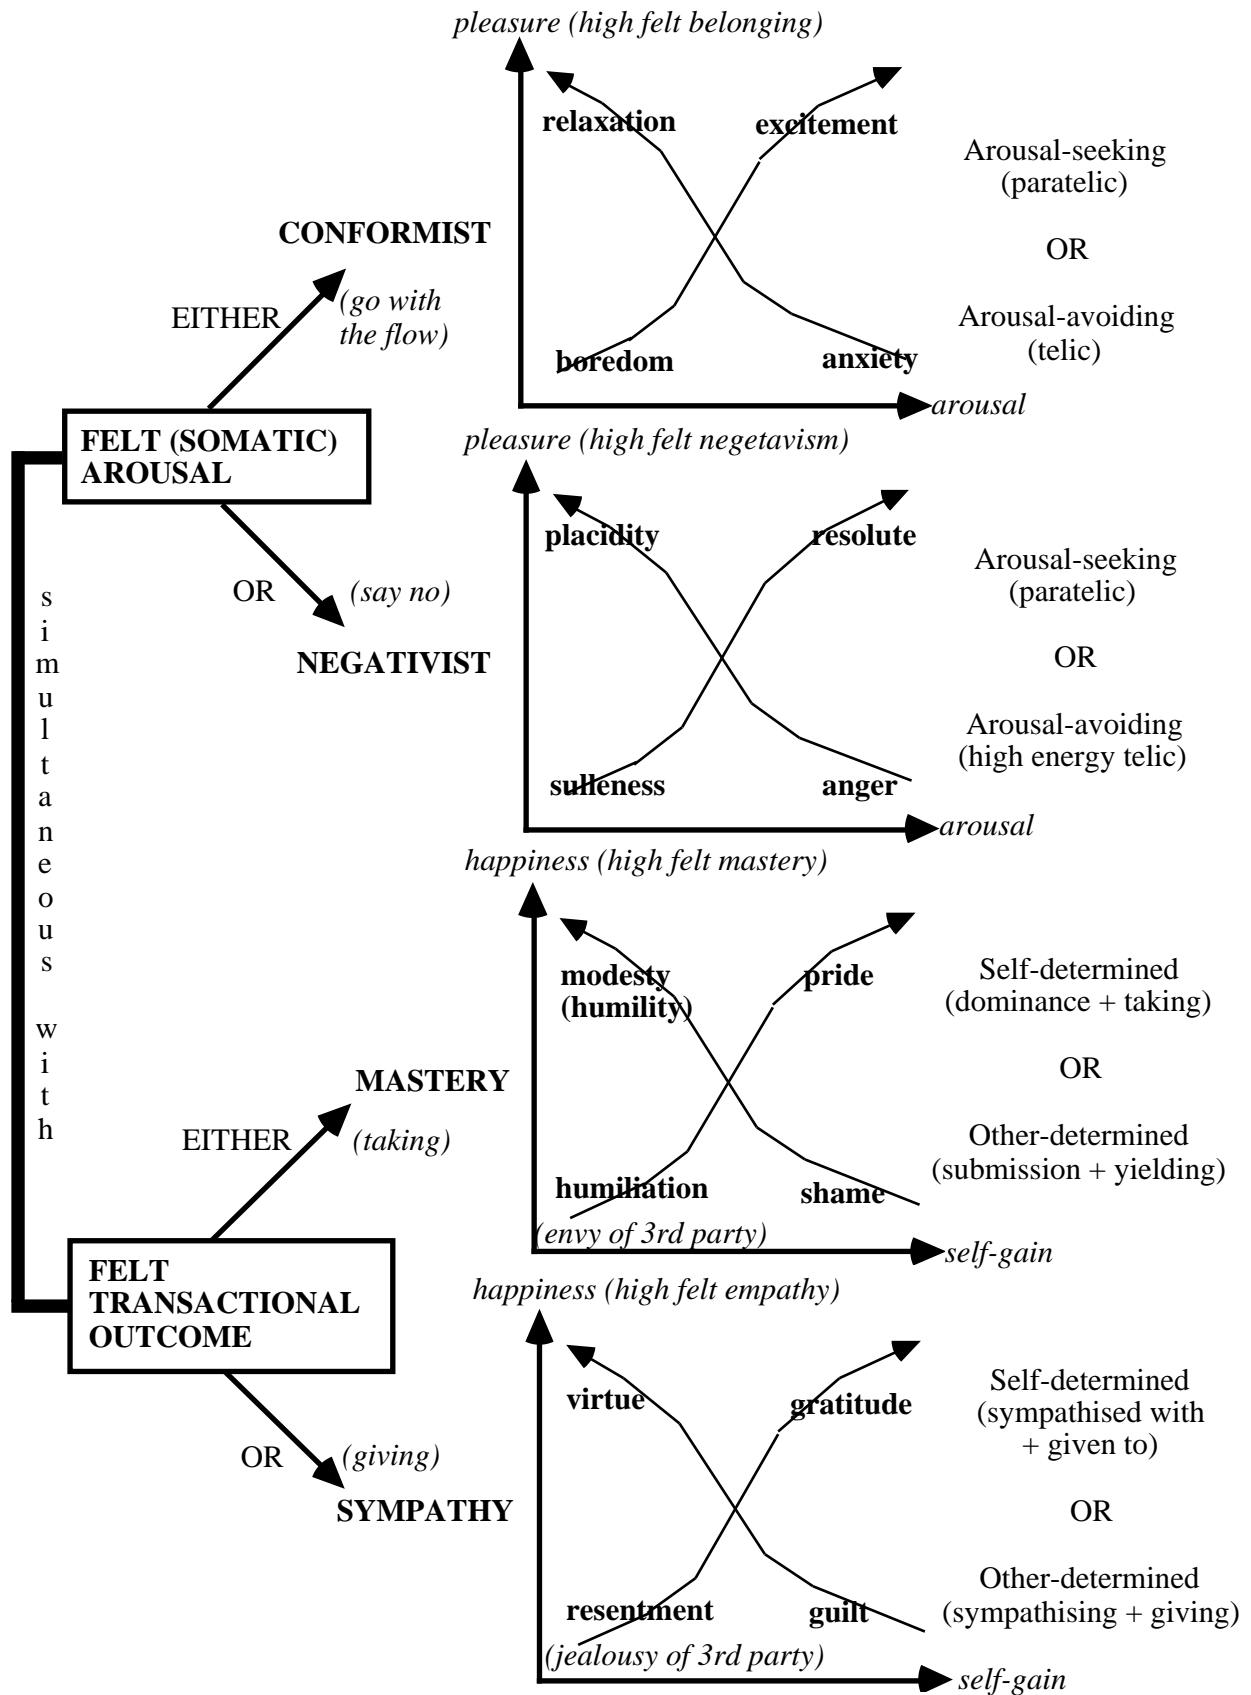 pleasure (high felt belonging)
relaxation
excitement
Arousal-seeking
(paratelic)
CONFORMIST
OR
EITHER
(go with
the flow)
Arousal-avoiding
(telic)
boredom
anxiety
arousal
FELT (SOMATIC)
AROUSAL
pleasure (high felt negetavism)
placidity
resolute
Arousal-seeking
(paratelic)
OR
(say no)
NEGATIVIST
OR
Arousal-avoiding
(high energy telic)
sulleness
anger
arousal
simultaneous with
happiness (high felt mastery)
modesty
(humility)
pride
Self-determined
(dominance + taking)
MASTERY
OR
EITHER
(taking)
Other-determined
(submission + yielding)
humiliation
shame
(envy of 3rd party)
self-gain
FELT
TRANSACTIONAL
OUTCOME
happiness (high felt empathy)
virtue
gratitude
Self-determined
(sympathised with
+ given to)
OR
(giving)
SYMPATHY
OR
Other-determined
(sympathising + giving)
resentment
guilt
(jealousy of 3rd party)
self-gain